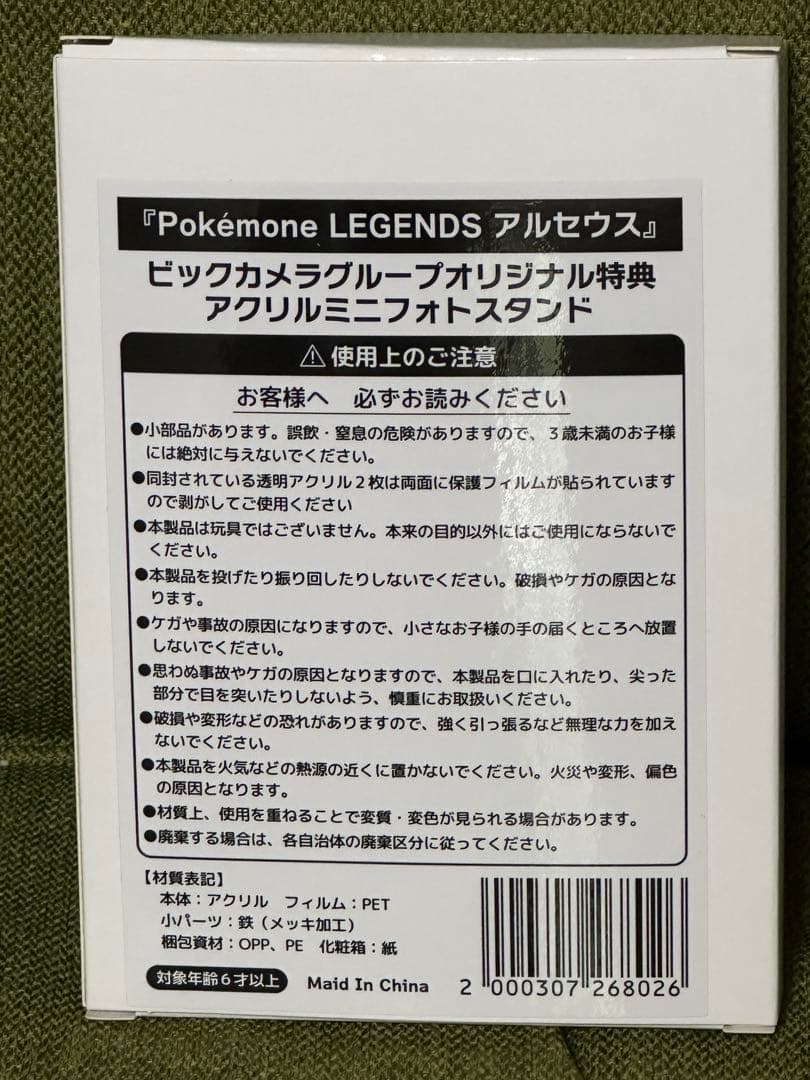 『Pokémone LEGENDS アルセウス』
ビックカメラグループオリジナル特典
アクリルミニフォトスタンド
⚠使用上のご注意
お客様へ 必ずお読みください
●小部品があります。誤飲・窒息の危険がありますので、３歳未満のお子様
には絶対に与えないでください。
●同封されている透明アクリル２枚は両面に保護フィルムが貼られています
ので剥がしてご使用ください
●本製品は玩具ではございません。本来の目的以外にはご使用にならないで
ください。
●本製品を投げたり振り回したりしないでください。破損やケガの原因とな
ります。
●ケガや事故の原因になりますので、小さなお子様の手の届くところへ放置
しないでください。
●思わぬ事故やケガの原因となりますので、本製品を口に入れたり、尖った
部分で目を突いたりしないよう、慎重にお取扱いください。
●破損や変形などの恐れがありますので、強く引っ張るなど無理な力を加え
ないでください。
●本製品を火気などの熱源の近くに置かないでください。火災や変形、偏色
の原因となります。
●材質上、使用を重ねることで変質・変色が見られる場合があります。
●廃棄する場合は、各自治体の廃棄区分に従ってください。
【材質表記】
本体：アクリル フィルム：PET
小パーツ：鉄（メッキ加工）
梱包資材：OPP、PE 化粧箱：紙
対象年齢６才以上 Maid In China
2 000307 268026